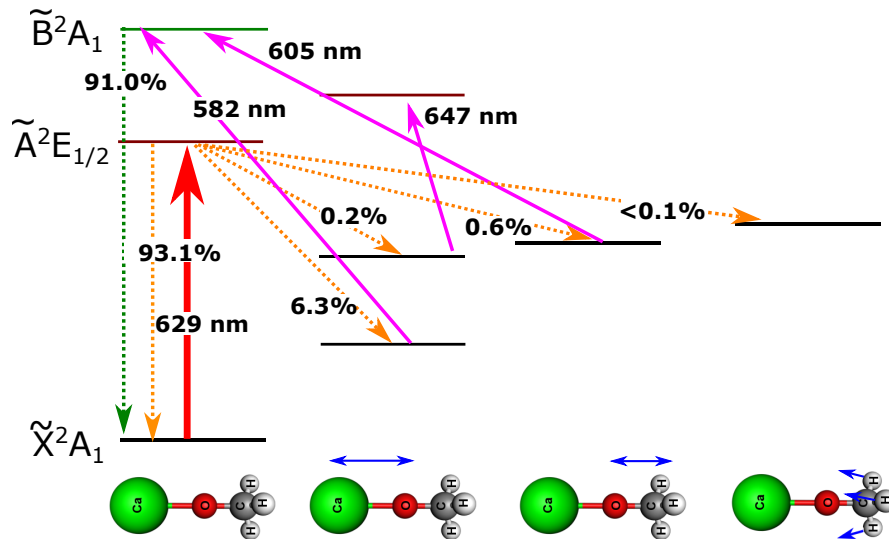 B̃²A₁
605 nm
91.0%
582 nm
647 nm
òE₁/₂
<0.1%
0.2%
0.6%
93.1%
6.3%
629 nm
X̃²A₁
Ca O C H H H
Ca O C H H H
Ca O C H H H
Ca O C H H H